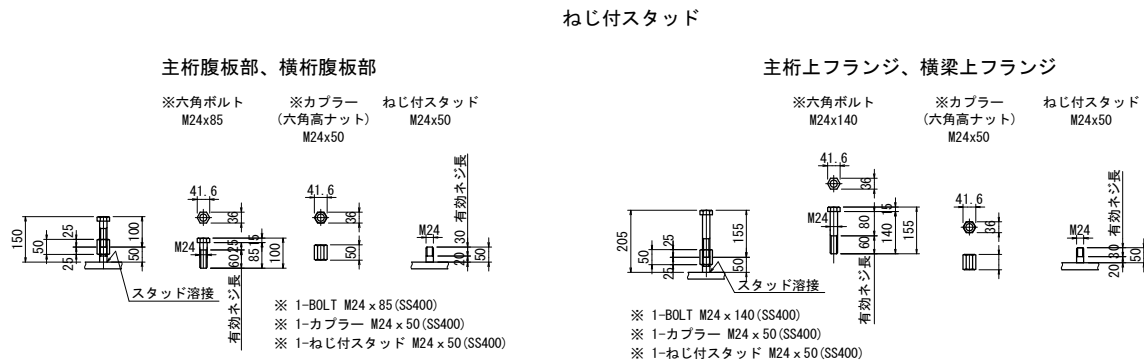 ねじ付スタッド
主桁腹板部、横桁腹板部
※六角ボルト
M24x85
※カプラー
(六角高ナット)
M24x50
ねじ付スタッド
M24x50
41.6
36
41.6
36
有効ネジ長
150
50
25
25
100
50
M24
15
25
60
85
100
50
M24
30
20
50
スタッド溶接
有効ネジ長
※ 1-BOLT M24 x 85(SS400)
※ 1-カプラー M24 x 50(SS400)
※ 1-ねじ付スタッド M24 x 50(SS400)
主桁上フランジ、横梁上フランジ
※六角ボルト
M24x140
※カプラー
(六角高ナット)
M24x50
ねじ付スタッド
M24x50
41.6
36
41.6
36
有効ネジ長
205
50
25
25
155
50
M24
15
80
60
140
155
50
M24
30
20
50
スタッド溶接
有効ネジ長
※ 1-BOLT M24 x 140(SS400)
※ 1-カプラー M24 x 50(SS400)
※ 1-ねじ付スタッド M24 x 50(SS400)